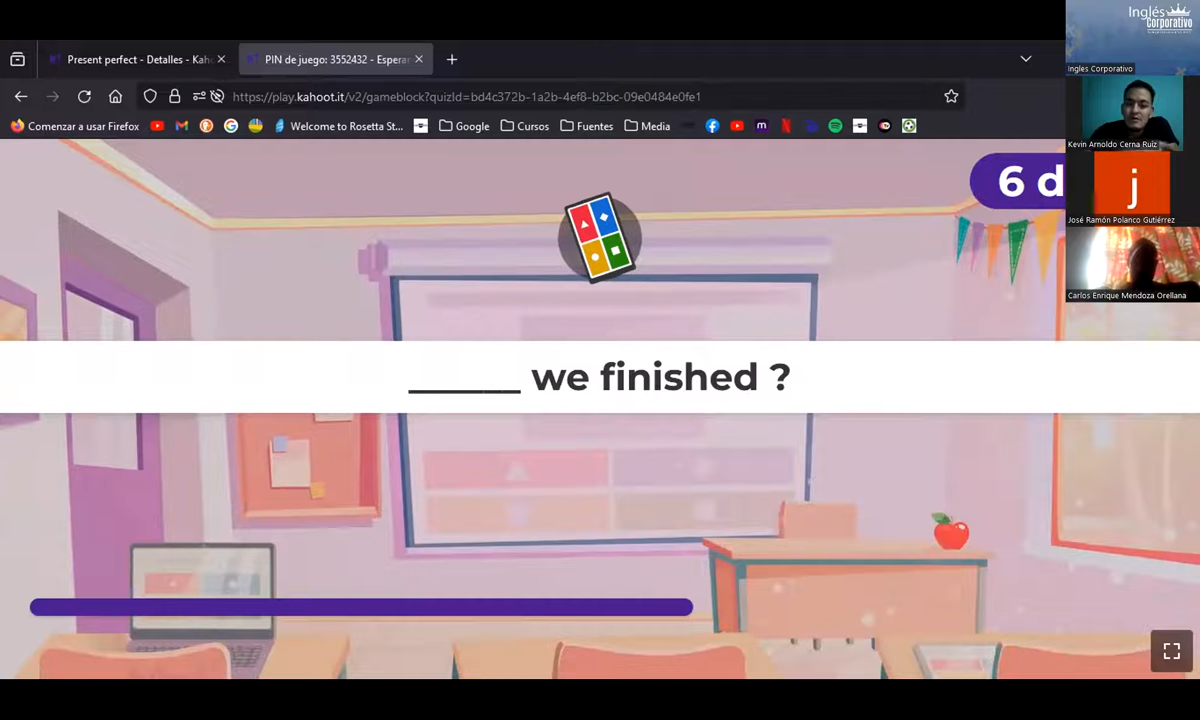 Present perfect - Detalles - Kah
PIN de juego: 3552432 - Espera
https://play.kahoot.it/v2/gameblock?quizId=bd4c372b-1a2b-4ef8-b2bc-09e0484e0fe1
Comenzar a usar Firefox
Welcome to Rosetta St...
Google
Cursos
Fuentes
Media
6 d
______ we finished ?
Inglés
Corporativo
Ingles Corporativo
Kevin Arnoldo Cerna Ruiz
j
José Ramón Polanco Gutiérrez
Carlos Enrique Mendoza Orellana